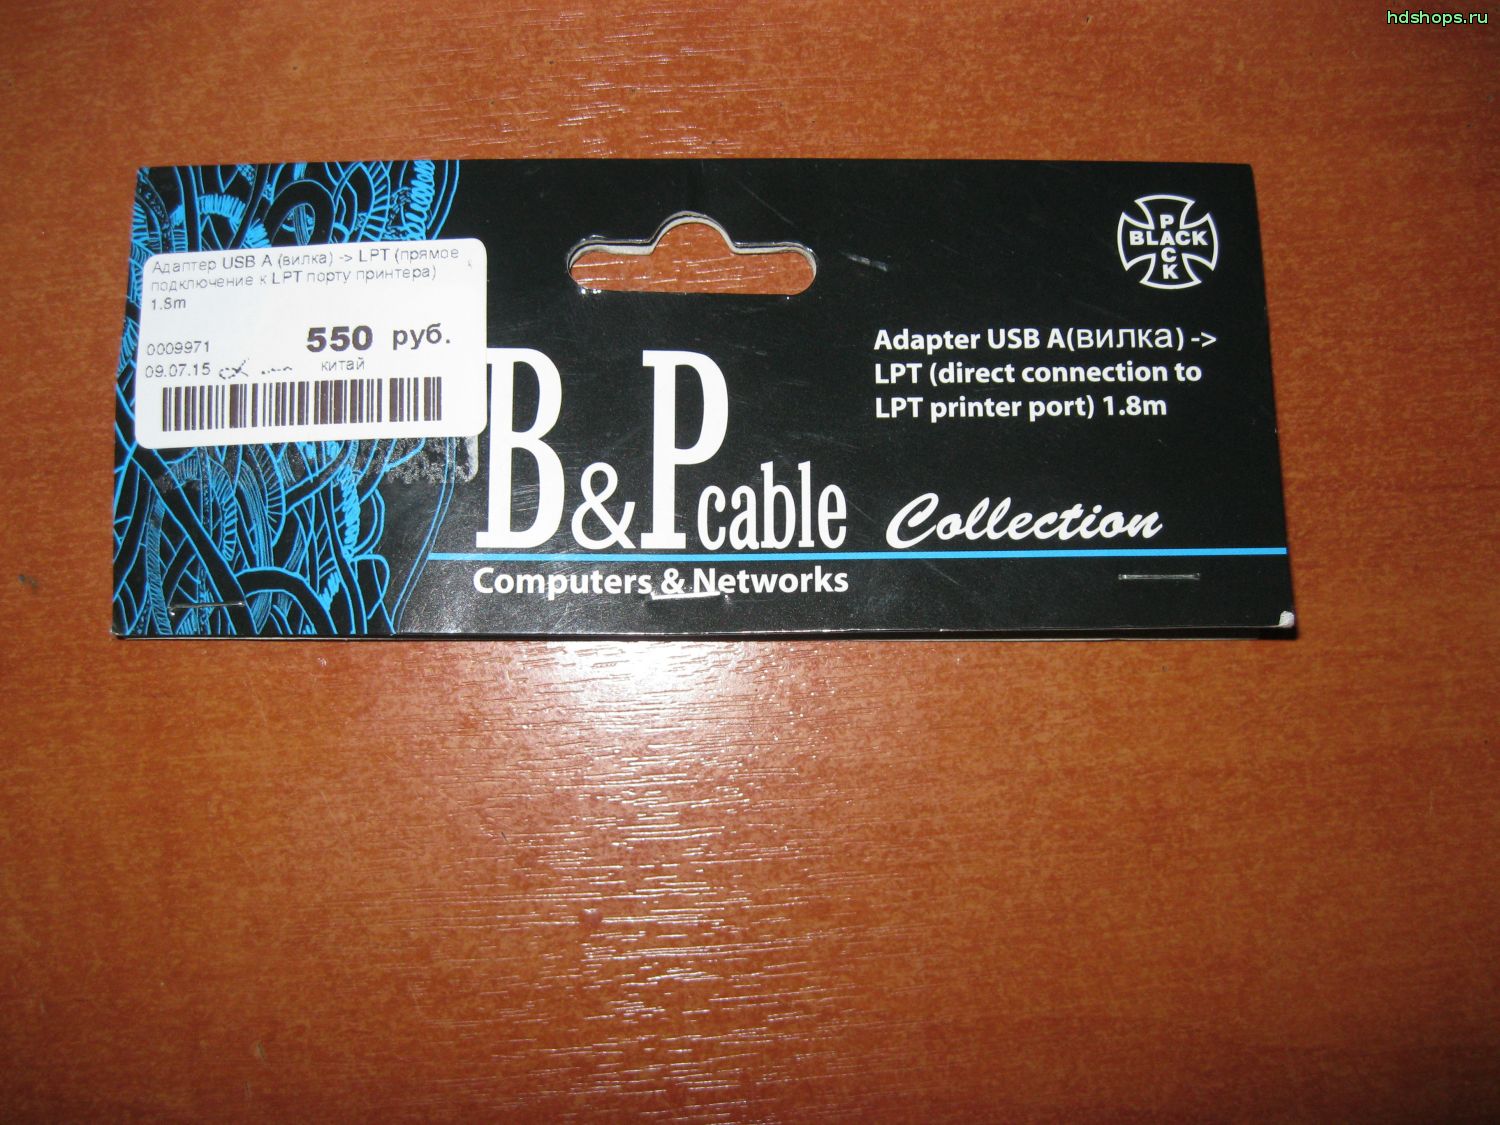 hdshops.ru
Адаптер USB A (вилка) -> LPT (прямое
подключение к LPT порту принтера)
1.8m
0009971
550 руб.
09.07.15
китай
BLACK
PACK
Adapter USB A(вилка) ->
LPT (direct connection to
LPT printer port) 1.8m
B&Pcable Collection
Computers & Networks